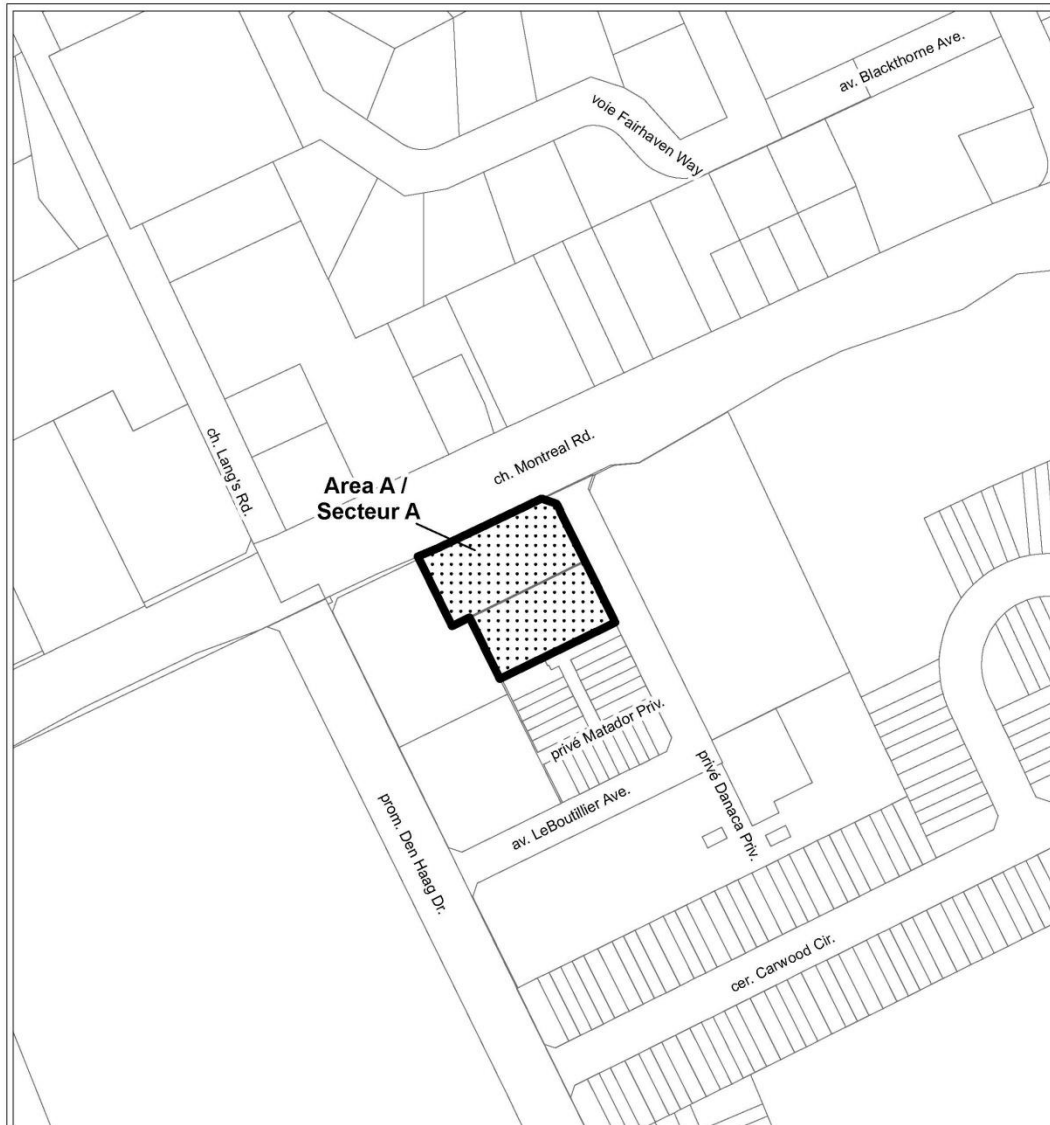 av. Blackthorne Ave.
voie Fairhaven Way
ch. Lang's Rd.
ch. Montreal Rd.
Area A /
Secteur A
privé Matador Priv.
av. LeBoutillier Ave.
privé Danaca Priv.
prom. Den Haag Dr.
cer. Carwood Cir.